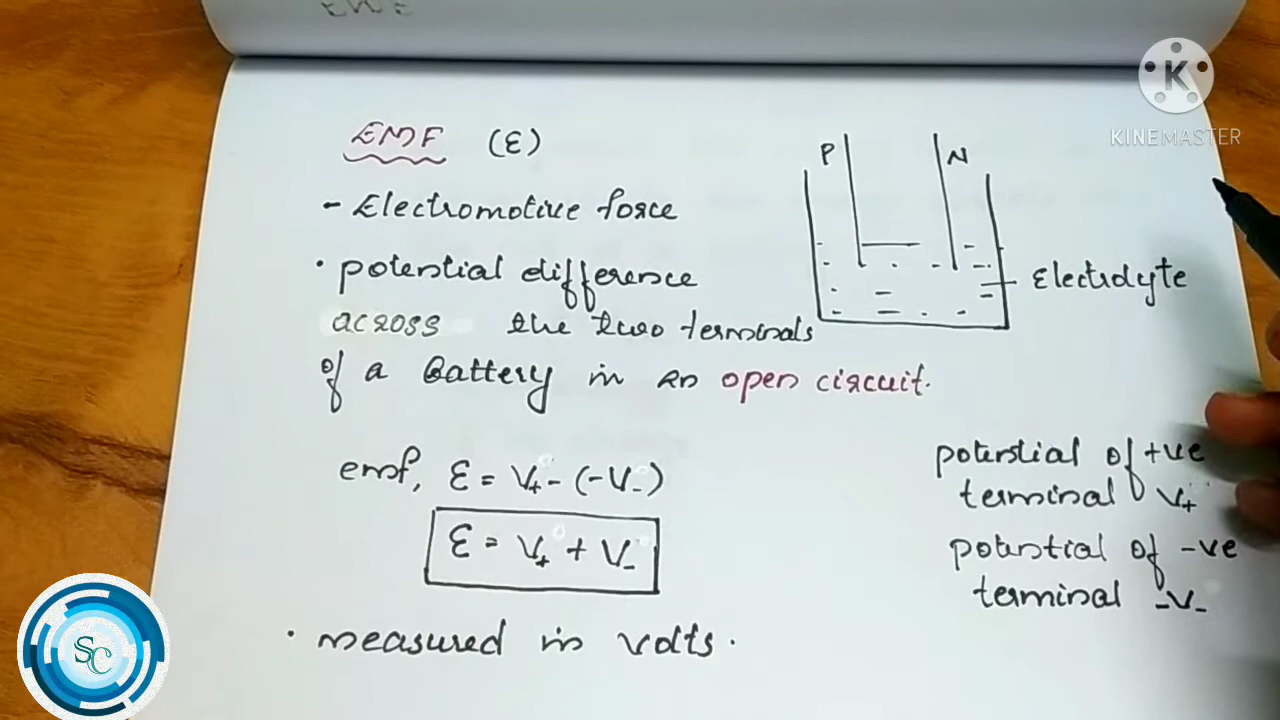 EMF (ε)
P
N
- Electromotive force
• potential difference
across the two terminals
of a Battery in an open circuit.
Electrolyte
emf, ε = V+ - (-V-)
ε = V+ + V-
• measured in volts.
potential of +ve
terminal V+
potential of -ve
terminal -V-
K
KINEMASTER
SC